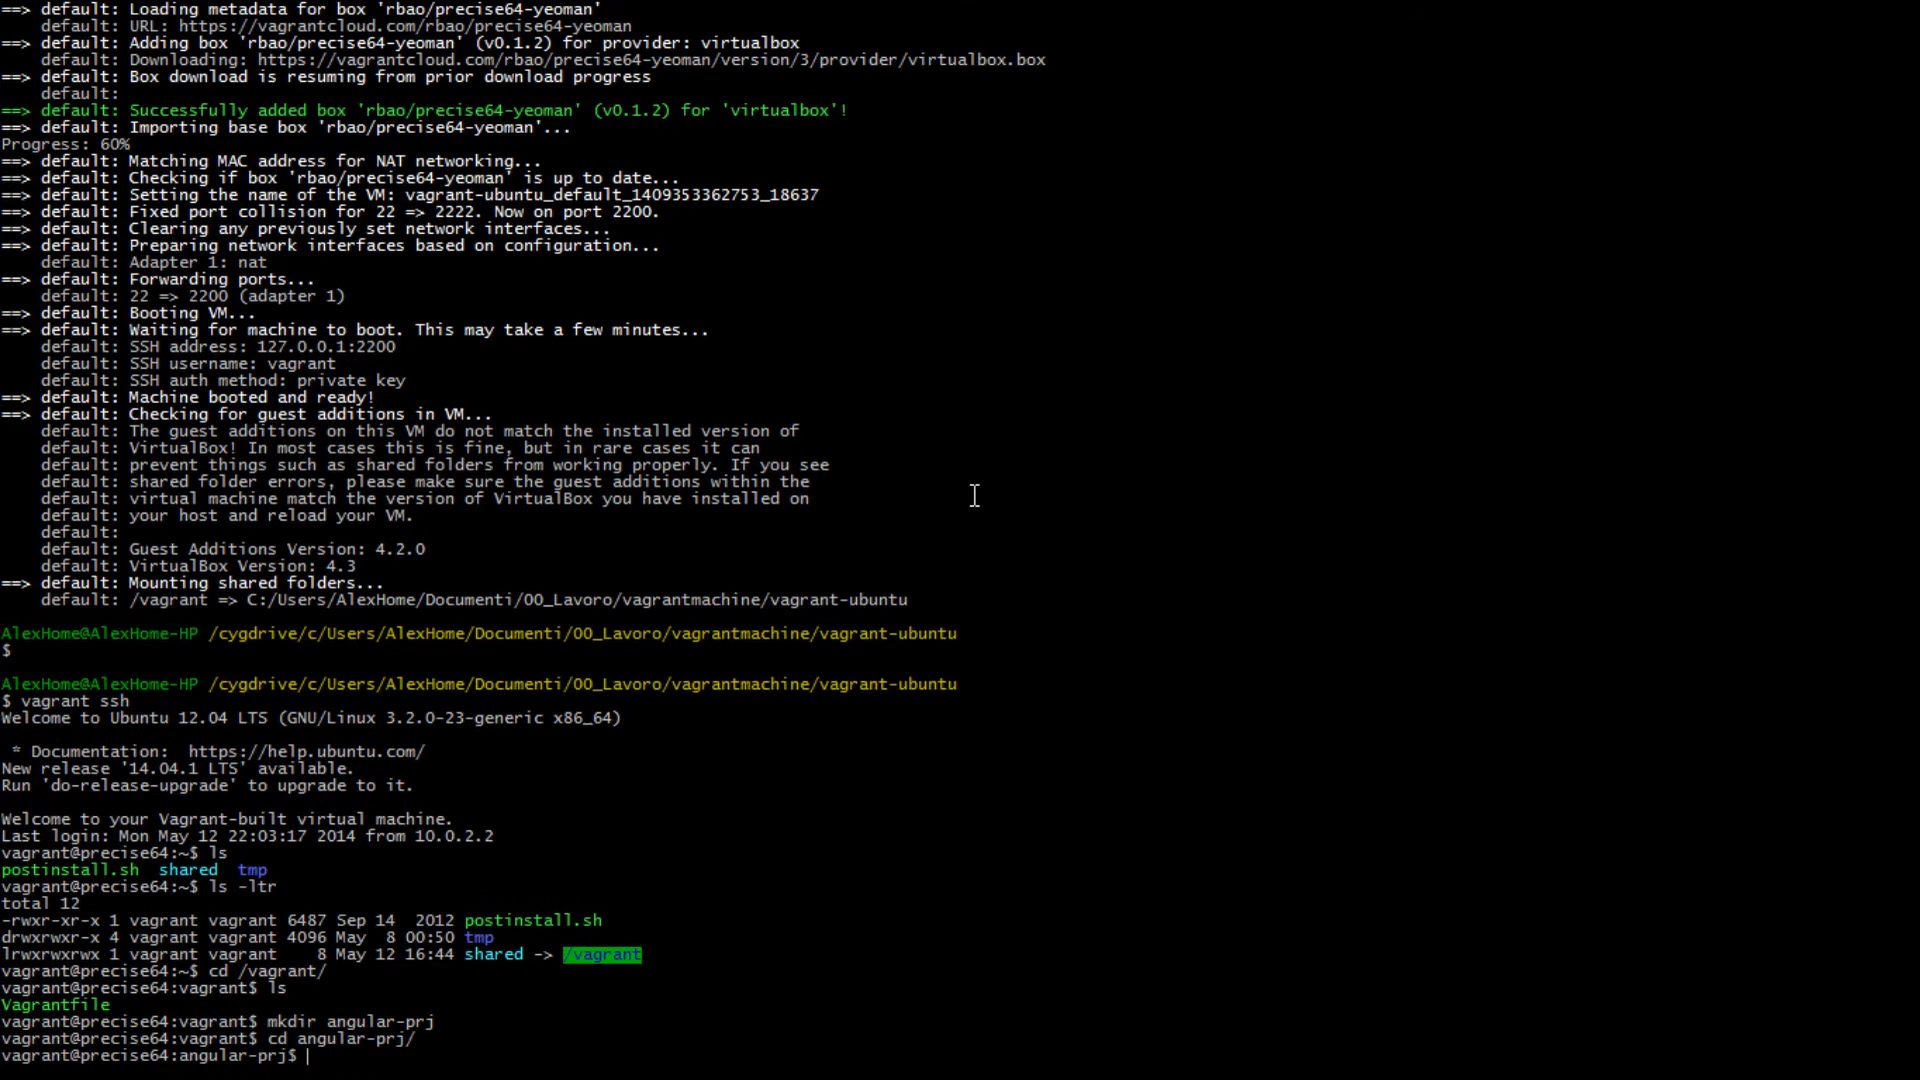 ==> default: Loading metadata for box 'rbao/precise64-yeoman'
    default: URL: https://vagrantcloud.com/rbao/precise64-yeoman
==> default: Adding box 'rbao/precise64-yeoman' (v0.1.2) for provider: virtualbox
    default: Downloading: https://vagrantcloud.com/rbao/precise64-yeoman/version/3/provider/virtualbox.box
==> default: Box download is resuming from prior download progress
    default:
==> default: Successfully added box 'rbao/precise64-yeoman' (v0.1.2) for 'virtualbox'!
==> default: Importing base box 'rbao/precise64-yeoman'...
Progress: 60%
==> default: Matching MAC address for NAT networking...
==> default: Checking if box 'rbao/precise64-yeoman' is up to date...
==> default: Setting the name of the VM: vagrant-ubuntu_default_1409353362753_18637
==> default: Fixed port collision for 22 => 2222. Now on port 2200.
==> default: Clearing any previously set network interfaces...
==> default: Preparing network interfaces based on configuration...
    default: Adapter 1: nat
==> default: Forwarding ports...
    default: 22 => 2200 (adapter 1)
==> default: Booting VM...
==> default: Waiting for machine to boot. This may take a few minutes...
    default: SSH address: 127.0.0.1:2200
    default: SSH username: vagrant
    default: SSH auth method: private key
==> default: Machine booted and ready!
==> default: Checking for guest additions in VM...
    default: The guest additions on this VM do not match the installed version of
    default: VirtualBox! In most cases this is fine, but in rare cases it can
    default: prevent things such as shared folders from working properly. If you see
    default: shared folder errors, please make sure the guest additions within the
    default: virtual machine match the version of VirtualBox you have installed on
    default: your host and reload your VM.
    default:
    default: Guest Additions Version: 4.2.0
    default: VirtualBox Version: 4.3
==> default: Mounting shared folders...
    default: /vagrant => C:/Users/AlexHome/Documenti/00_Lavoro/vagrantmachine/vagrant-ubuntu
AlexHome@AlexHome-HP /cygdrive/c/Users/AlexHome/Documenti/00_Lavoro/vagrantmachine/vagrant-ubuntu
$
AlexHome@AlexHome-HP /cygdrive/c/Users/AlexHome/Documenti/00_Lavoro/vagrantmachine/vagrant-ubuntu
$ vagrant ssh
Welcome to Ubuntu 12.04 LTS (GNU/Linux 3.2.0-23-generic x86_64)
 * Documentation:  https://help.ubuntu.com/
New release '14.04.1 LTS' available.
Run 'do-release-upgrade' to upgrade to it.
Welcome to your Vagrant-built virtual machine.
Last login: Mon May 12 22:03:17 2014 from 10.0.2.2
vagrant@precise64:~$ ls
postinstall.sh  shared  tmp
vagrant@precise64:~$ ls -ltr
total 12
-rwxr-xr-x 1 vagrant vagrant 6487 Sep 14  2012 postinstall.sh
drwxrwxr-x 4 vagrant vagrant 4096 May  8 00:50 tmp
lrwxrwxrwx 1 vagrant vagrant    8 May 12 16:44 shared -> /vagrant
vagrant@precise64:~$ cd /vagrant/
vagrant@precise64:vagrant$ ls
Vagrantfile
vagrant@precise64:vagrant$ mkdir angular-prj
vagrant@precise64:vagrant$ cd angular-prj/
vagrant@precise64:angular-prj$